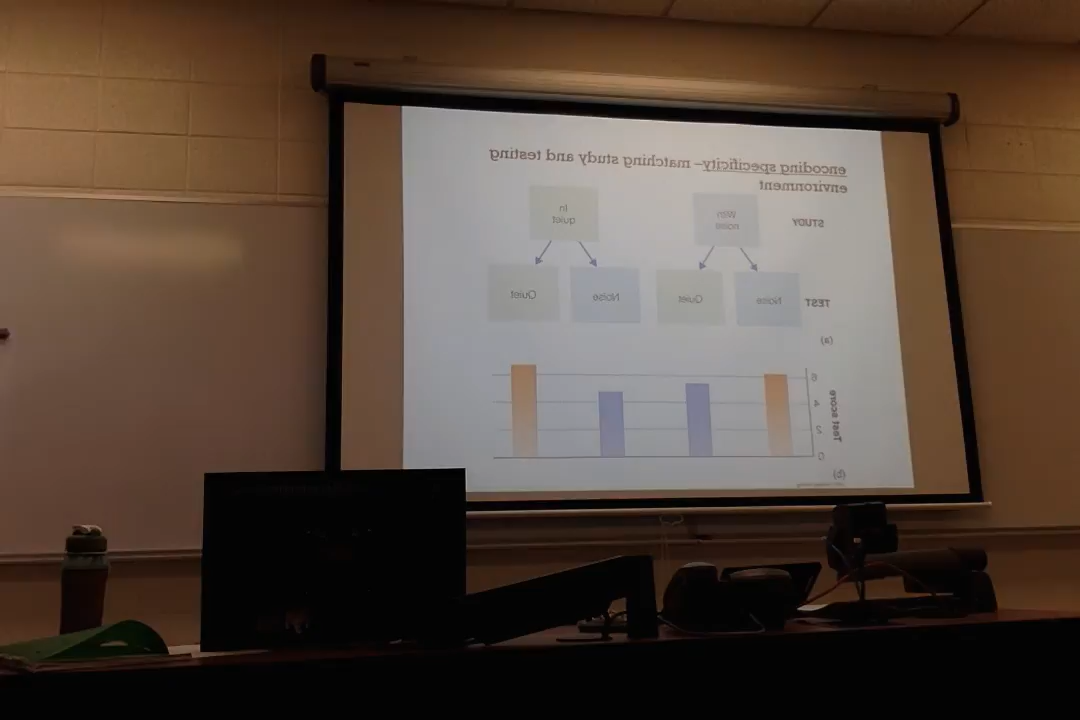 encoding specificity– matching study and testing
environment
STUDY
With
noise
In
quiet
TEST
Noise
Quiet
Noise
Quiet
(a)
Test score
6
4
2
0
(b)